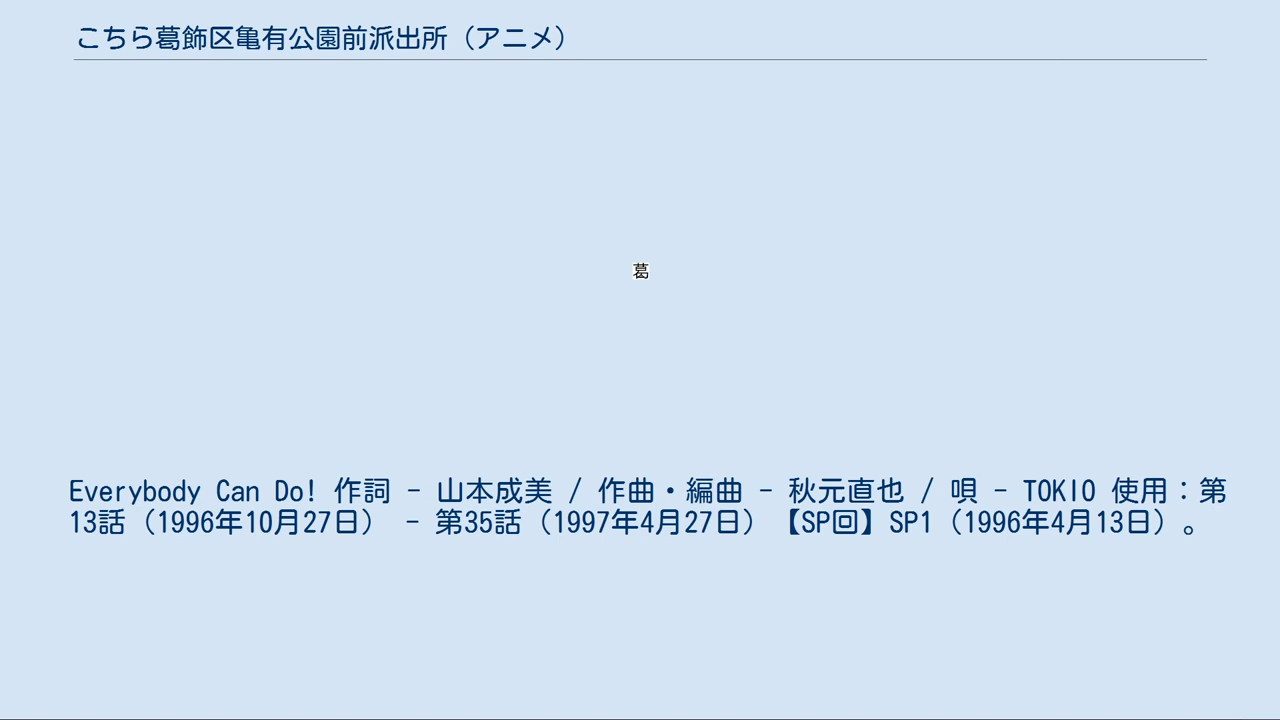 こちら葛飾区亀有公園前派出所（アニメ）
葛
Everybody Can Do! 作詞 - 山本成美 / 作曲・編曲 - 秋元直也 / 唄 - TOKIO 使用：第
13話（1996年10月27日） - 第35話（1997年4月27日）【SP回】SP1（1996年4月13日）。